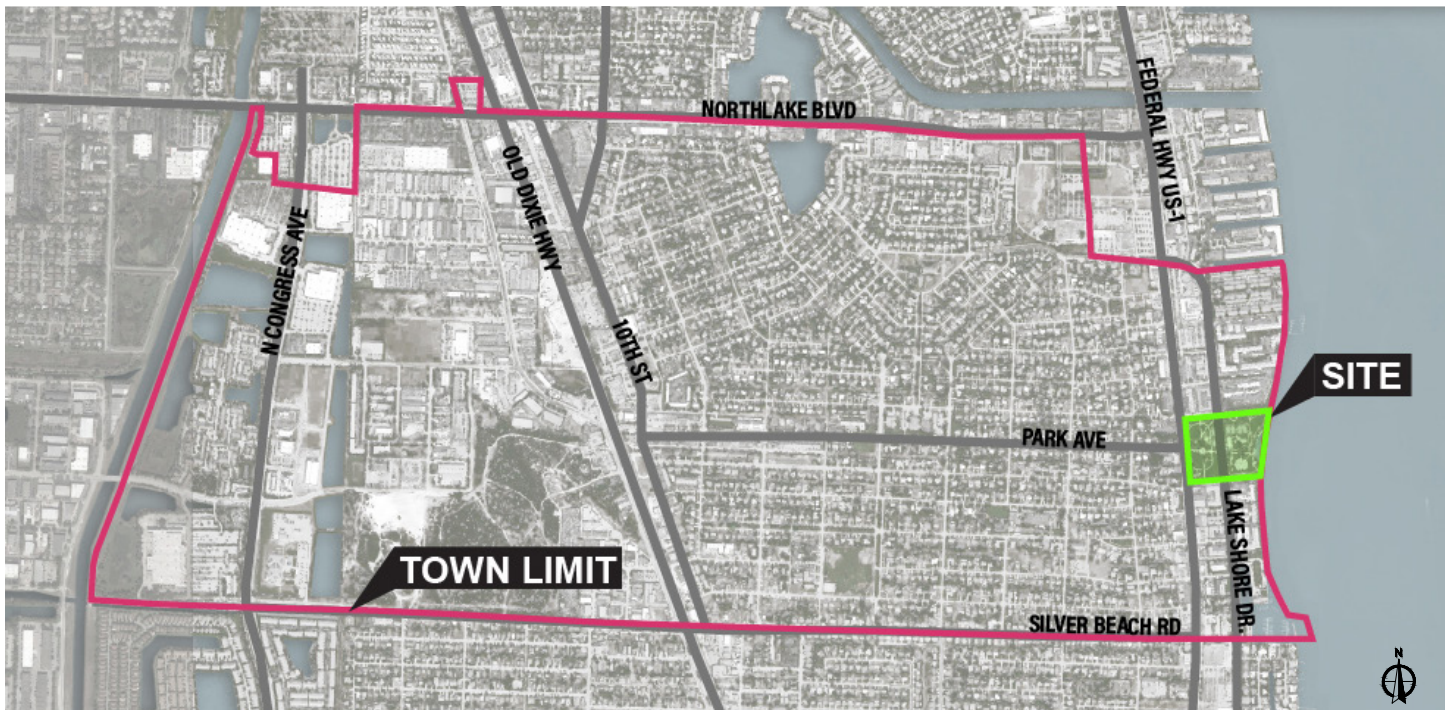 NORTHLAKE BLVD
FEDERAL HWY US-1
OLD DIXIE HWY
N CONGRESS AVE
10TH ST
SITE
PARK AVE
LAKE SHORE DR.
TOWN LIMIT
SILVER BEACH RD
N